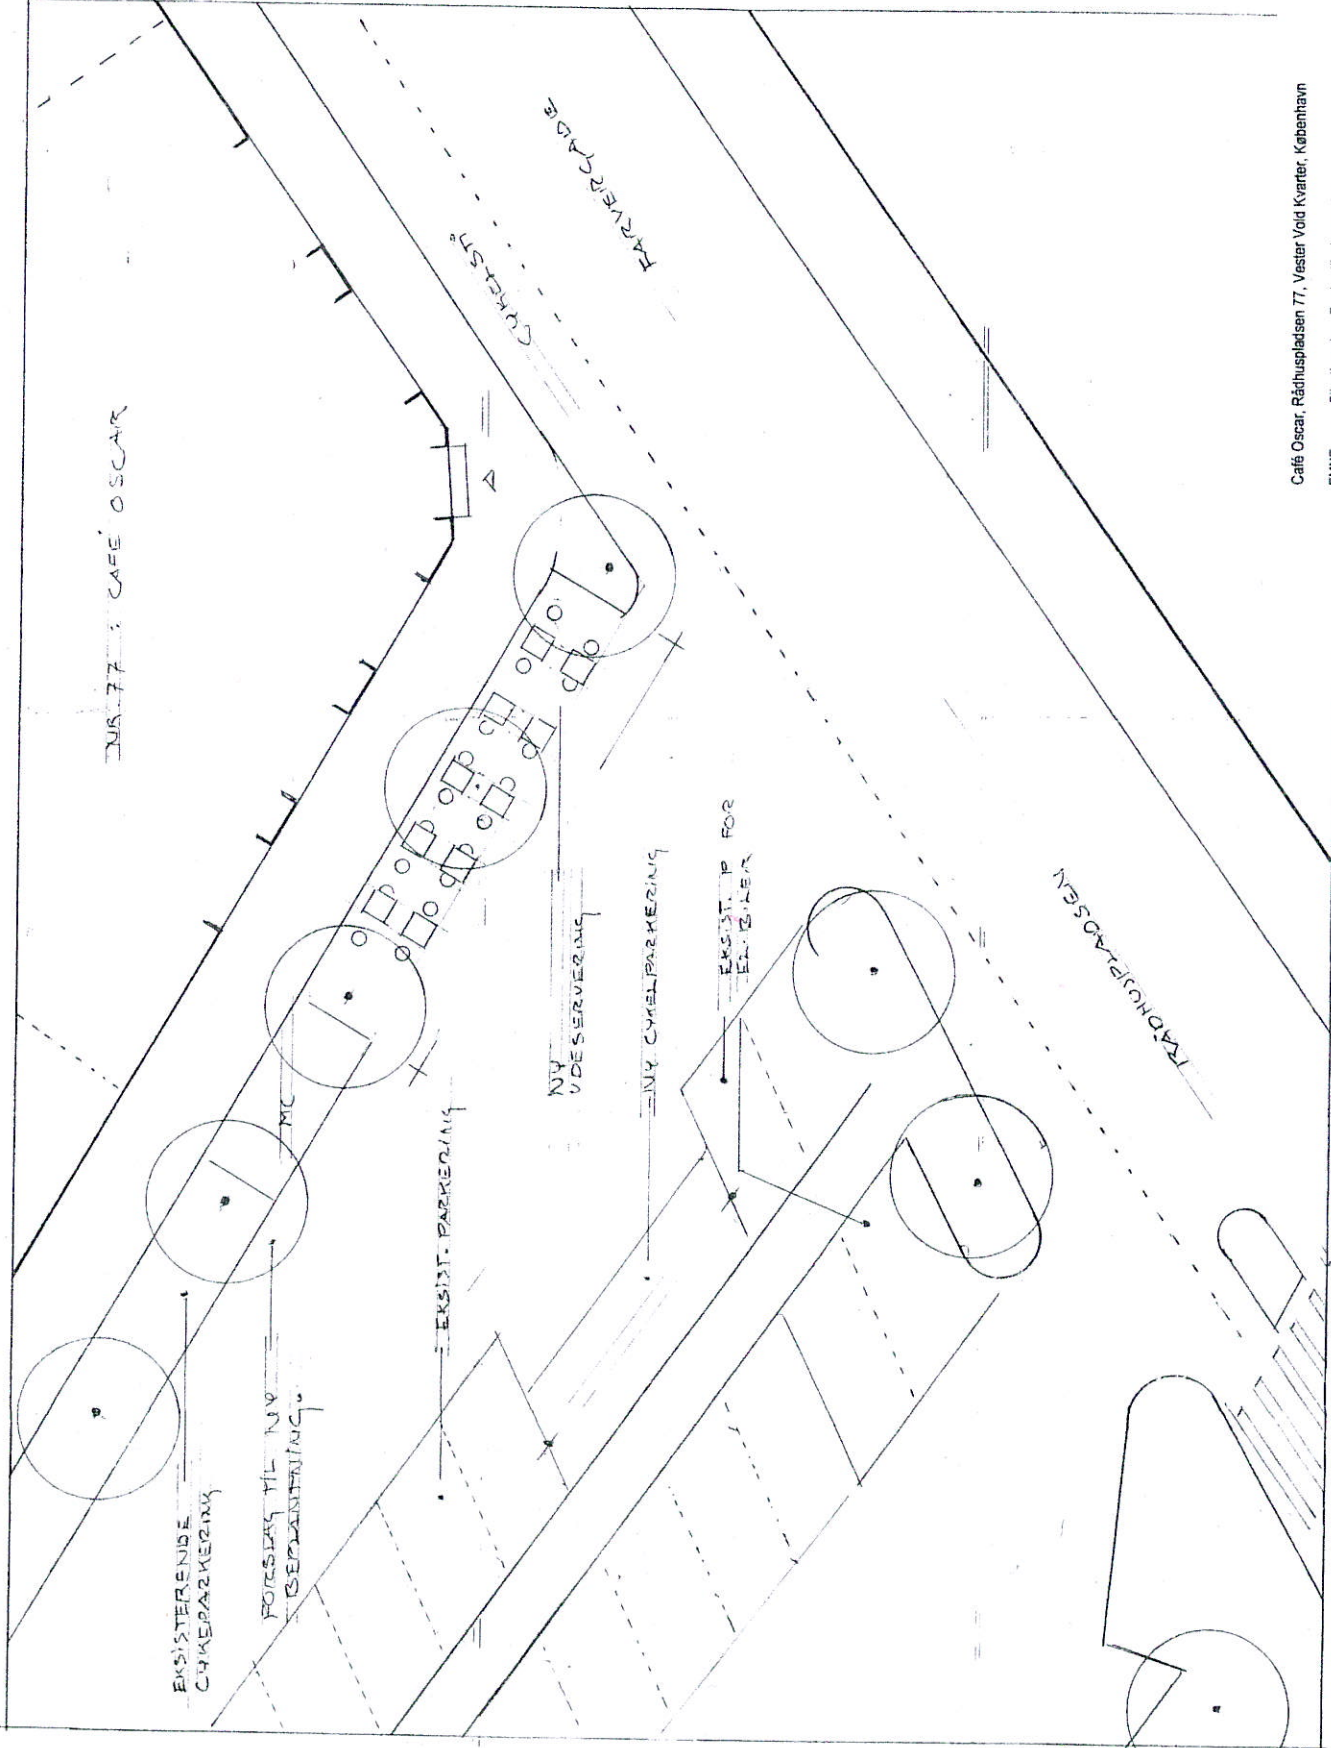 NR. 77 : CAFÉ OSCAR
CYKELSTI
FARVERGADE
EKSISTERENDE
CYKELPARKERING
FORSLAG TIL NY
BEPLANTNING.
MC
EKSIST. PARKERING
NY
UDESERVERING
NY CYKELPARKERING
EKSIST. P FOR
EL. BILER
RÅDHUSPLADSEN
Café Oscar, Rådhuspladsen 77, Vester Vold Kvarter, København